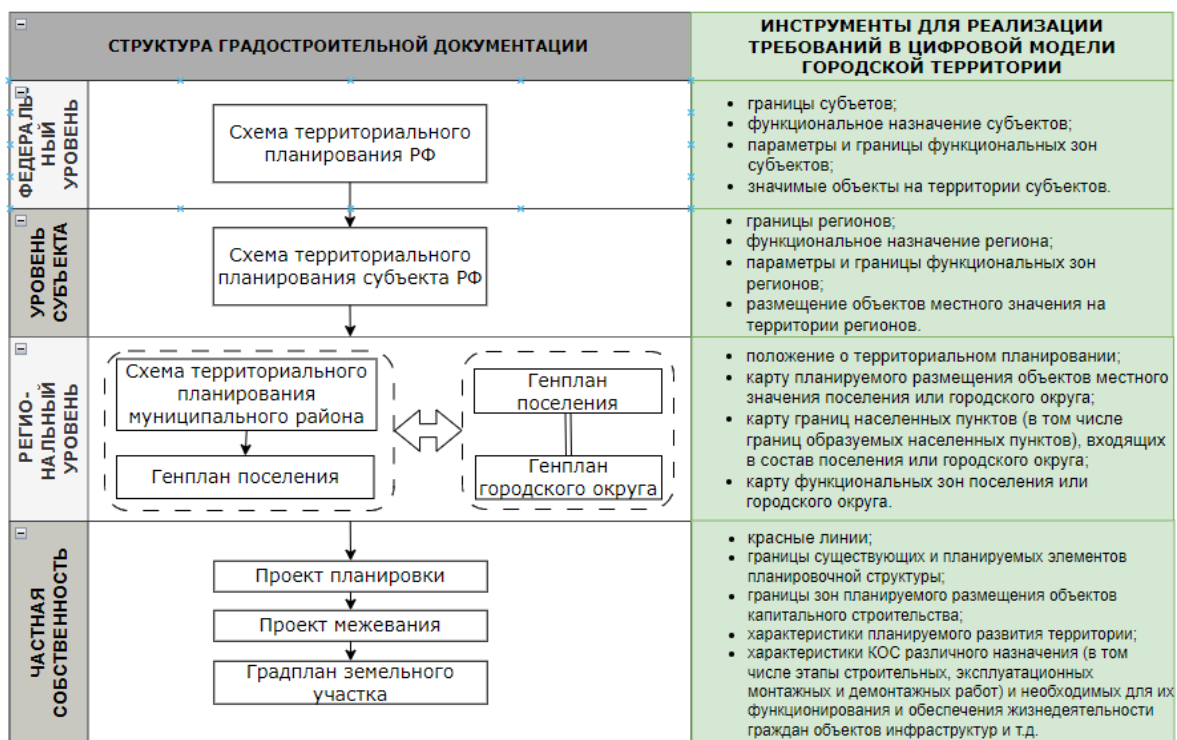 СТРУКТУРА ГРАДОСТРОИТЕЛЬНОЙ ДОКУМЕНТАЦИИ
ИНСТРУМЕНТЫ ДЛЯ РЕАЛИЗАЦИИ
ТРЕБОВАНИЙ В ЦИФРОВОЙ МОДЕЛИ
ГОРОДСКОЙ ТЕРРИТОРИИ
ФЕДЕРАЛЬ-
НЫЙ
УРОВЕНЬ
Схема территориального
планирования РФ
• границы субъетов;
• функциональное назначение субъектов;
• параметры и границы функциональных зон
субъектов;
• значимые объекты на территории субъектов.
УРОВЕНЬ
СУБЪЕКТА
Схема территориального
планирования субъекта РФ
• границы регионов;
• функциональное назначение региона;
• параметры и границы функциональных зон
регионов;
• размещение объектов местного значения на
территории регионов.
РЕГИО-
НАЛЬНЫЙ
УРОВЕНЬ
Схема территориального
планирования
муниципального района
Генплан поселения
Генплан
поселения
Генплан
городского округа
• положение о территориальном планировании;
• карту планируемого размещения объектов местного
значения поселения или городского округа;
• карту границ населенных пунктов (в том числе
границ образуемых населенных пунктов), входящих
в состав поселения или городского округа;
• карту функциональных зон поселения или
городского округа.
ЧАСТНАЯ
СОБСТВЕННОСТЬ
Проект планировки
Проект межевания
Градплан земельного
участка
• красные линии;
• границы существующих и планируемых элементов
планировочной структуры;
• границы зон планируемого размещения объектов
капитального строительства;
• характеристики планируемого развития территории;
• характеристики КОС различного назначения (в том
числе этапы строительных, эксплуатационных
монтажных и демонтажных работ) и необходимых для их
функционирования и обеспечения жизнедеятельности
граждан объектов инфраструктур и т.д.